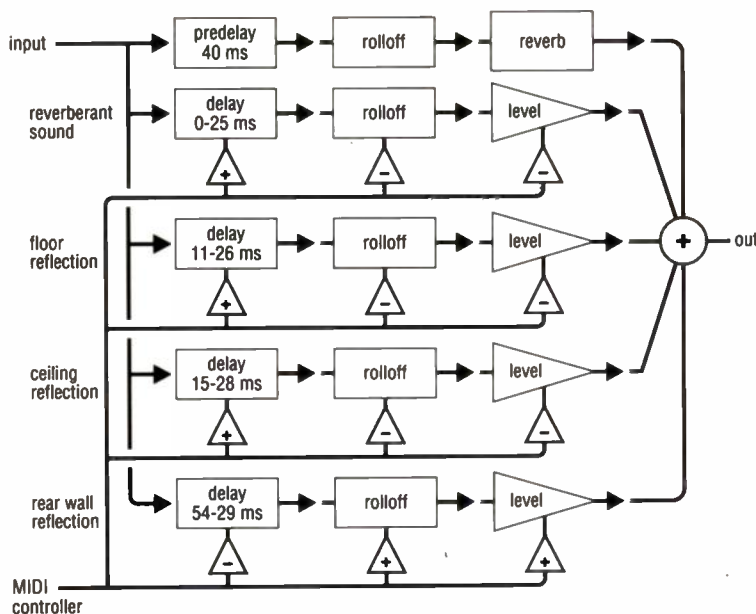 input
predelay
40 ms
rolloff
reverb
reverberant
sound
delay
0-25 ms
rolloff
level
+
−
−
floor
reflection
delay
11-26 ms
rolloff
level
+
out
+
−
−
ceiling
reflection
delay
15-28 ms
rolloff
level
+
−
−
rear wall
reflection
delay
54-29 ms
rolloff
level
−
+
+
MIDI
controller